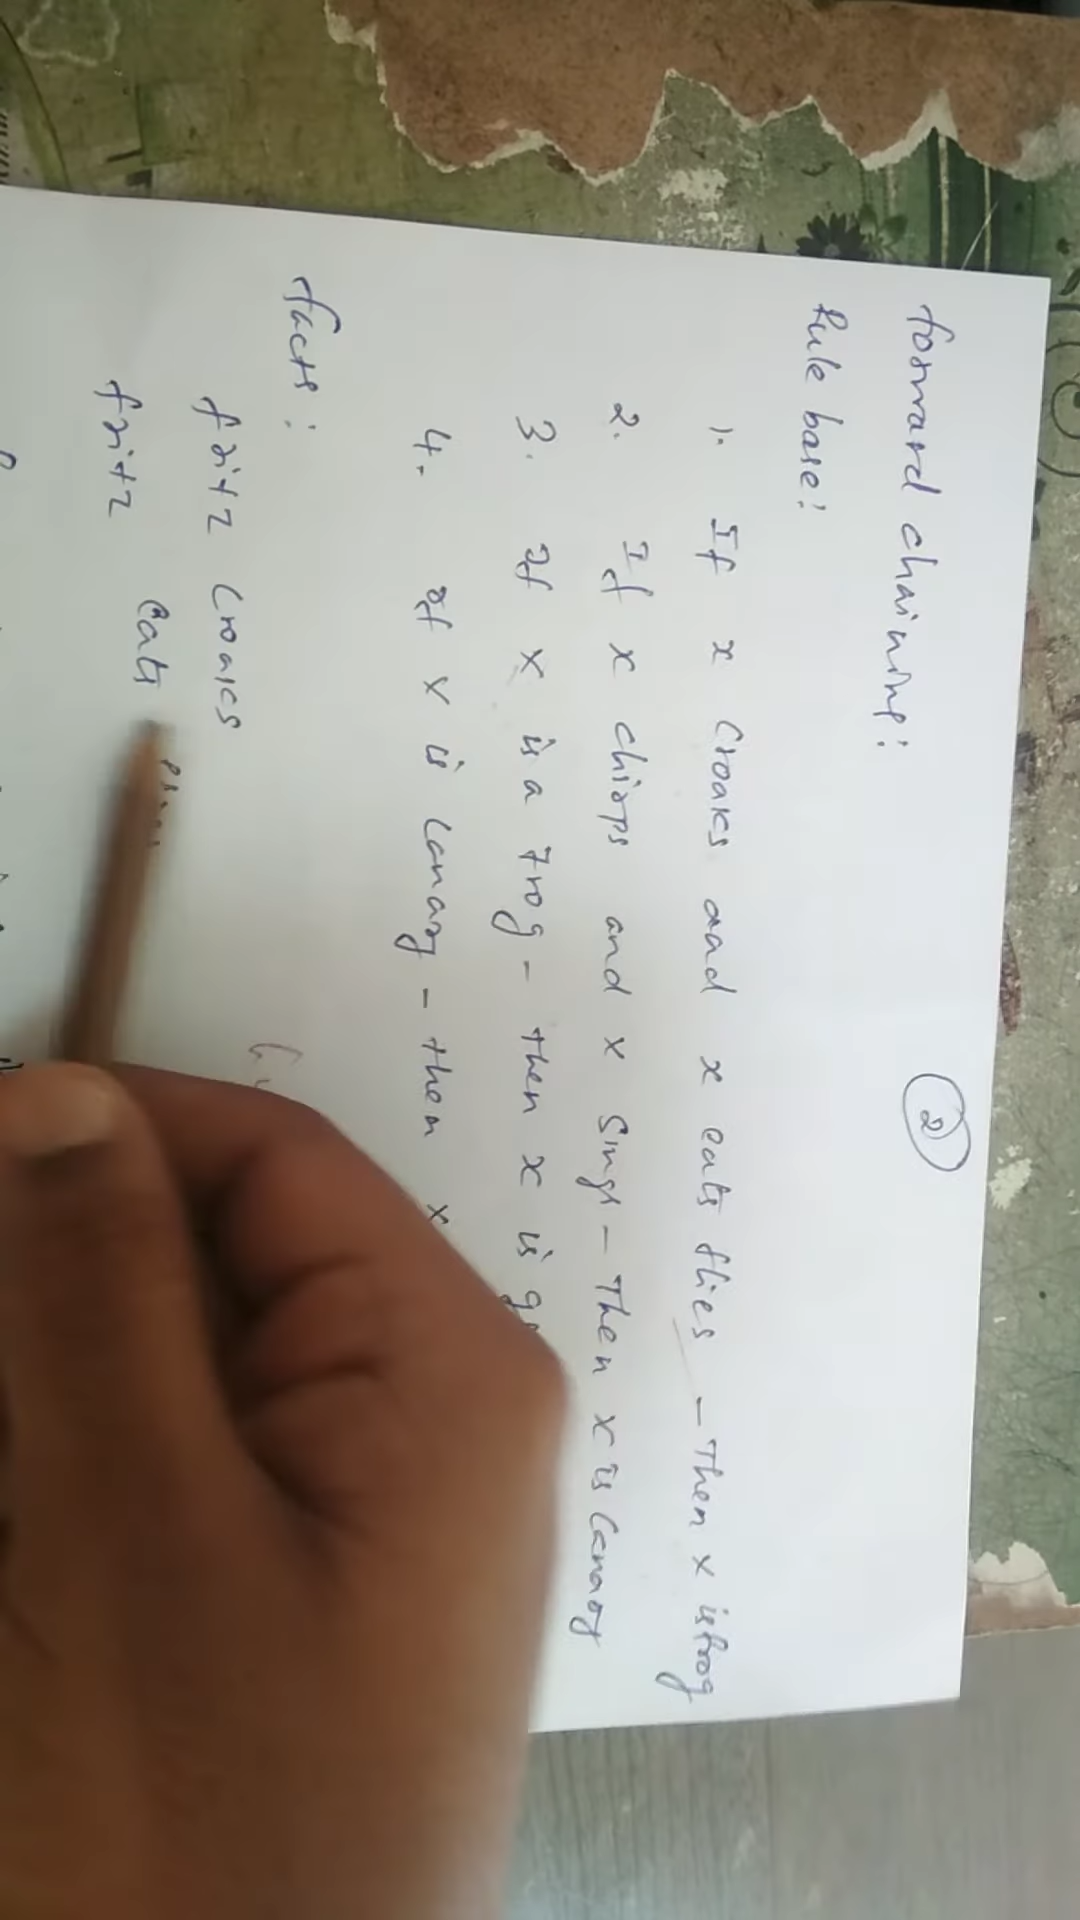 ②
forward chaining:
Rule base:
1. If x Croaks and x eats flies - Then x is frog
2. If x chirps and x Sings - Then x is Canary
3. If x is a frog - then x is
4. If x is Canary - then x
facts:
fritz Croaks
fritz eats